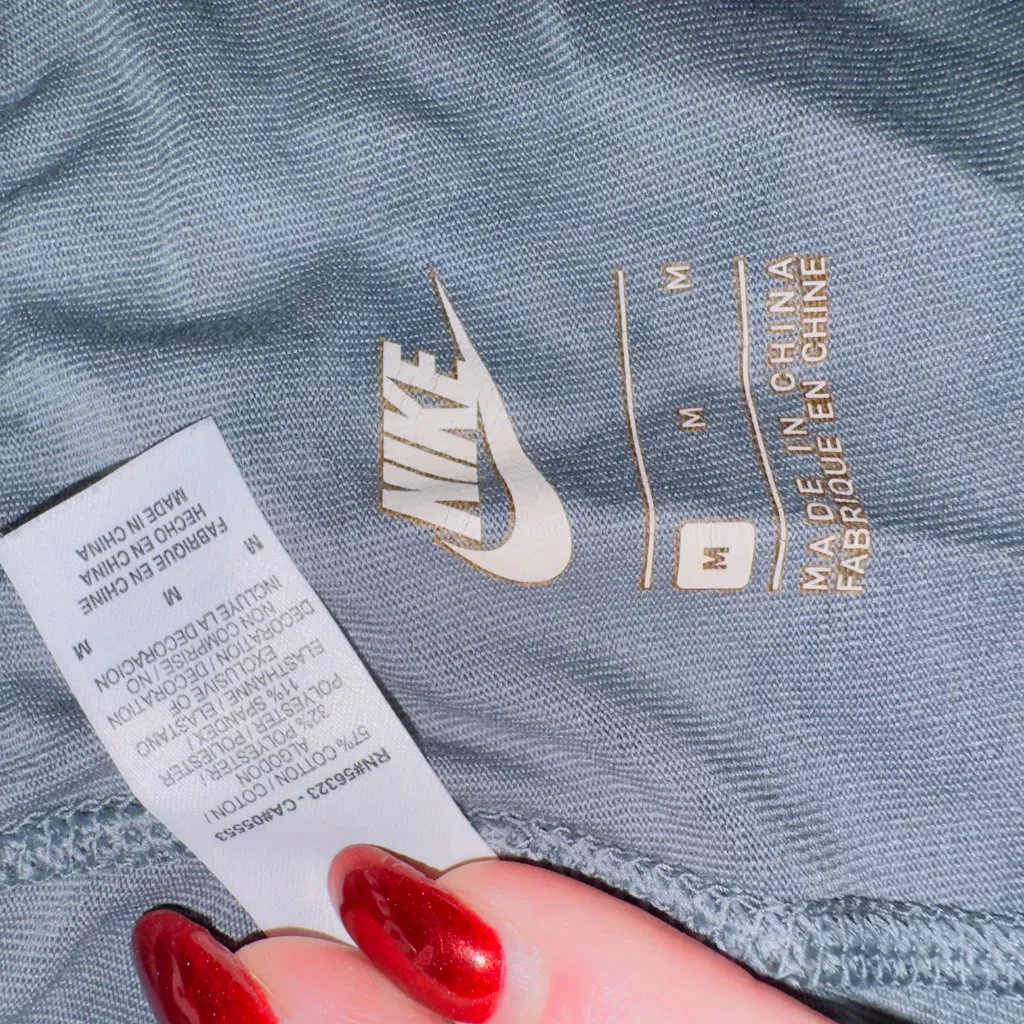 NIKE
M M M
MADE IN CHINA
FABRIQUE EN CHINE
RN#56323 - CA#05553
57% COTTON / COTON /
ALGODON
32% POLYESTER /
POLYESTER / POLIESTER
11% SPANDEX /
ELASTHANNE / ELASTANO
EXCLUSIVE OF
DECORATION / DECORATION
NON COMPRISE / NO
INCLUYE LA DECORACION
M M M
MADE IN CHINA
HECHO EN CHINA
FABRIQUE EN CHINE